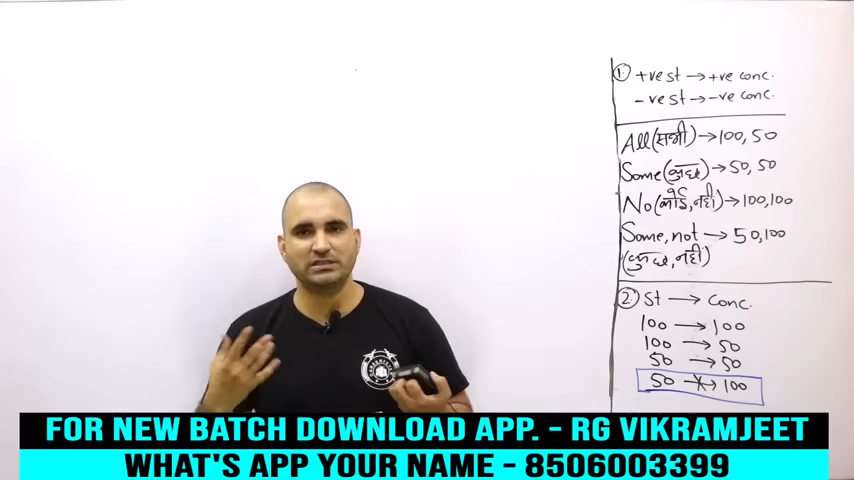 1. +ve st → +ve conc.
-ve st → -ve conc.
All (सभी) → 100, 50
Some (कुछ) → 50, 50
No (कोई, नहीं) → 100, 100
Some, not → 50, 100
(कुछ, नहीं)
2. St → Conc.
100 → 100
100 → 50
50 → 50
50 → 100
FOR NEW BATCH DOWNLOAD APP. - RG VIKRAMJEET
WHAT'S APP YOUR NAME - 8506003399